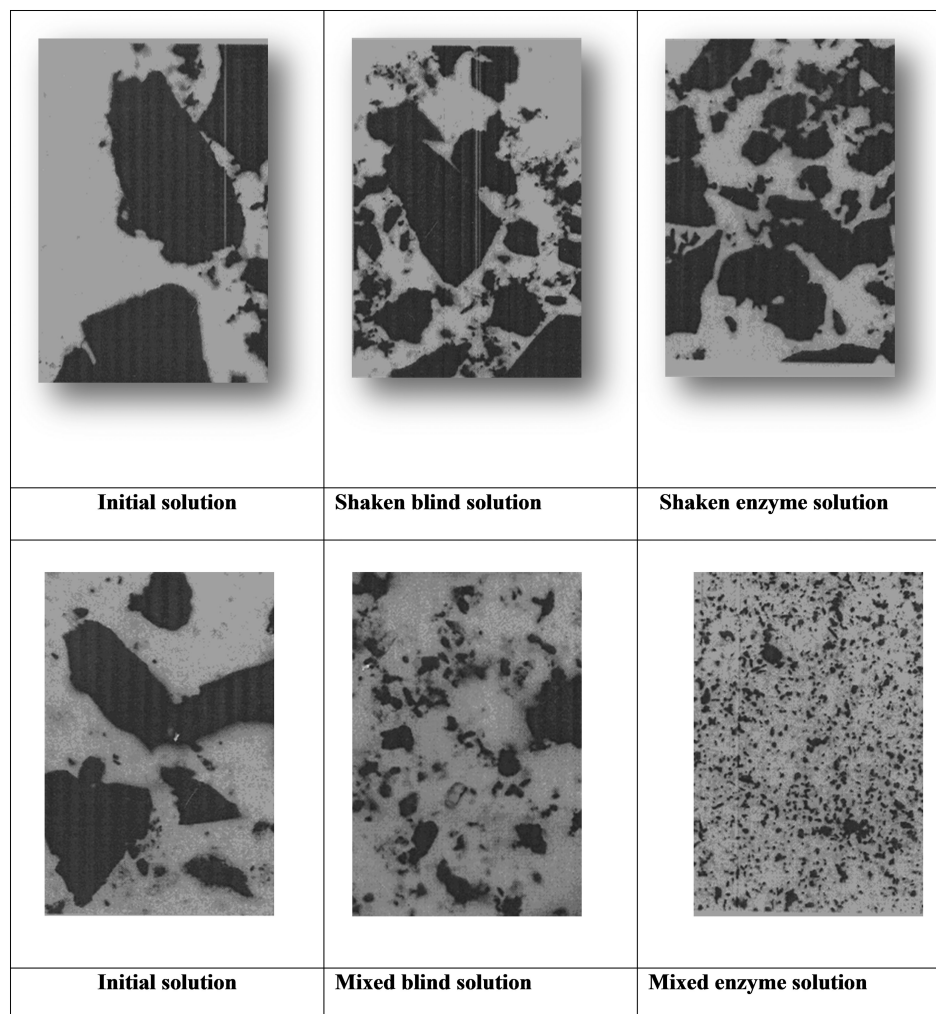 Initial solution
Shaken blind solution
Shaken enzyme solution
Initial solution
Mixed blind solution
Mixed enzyme solution